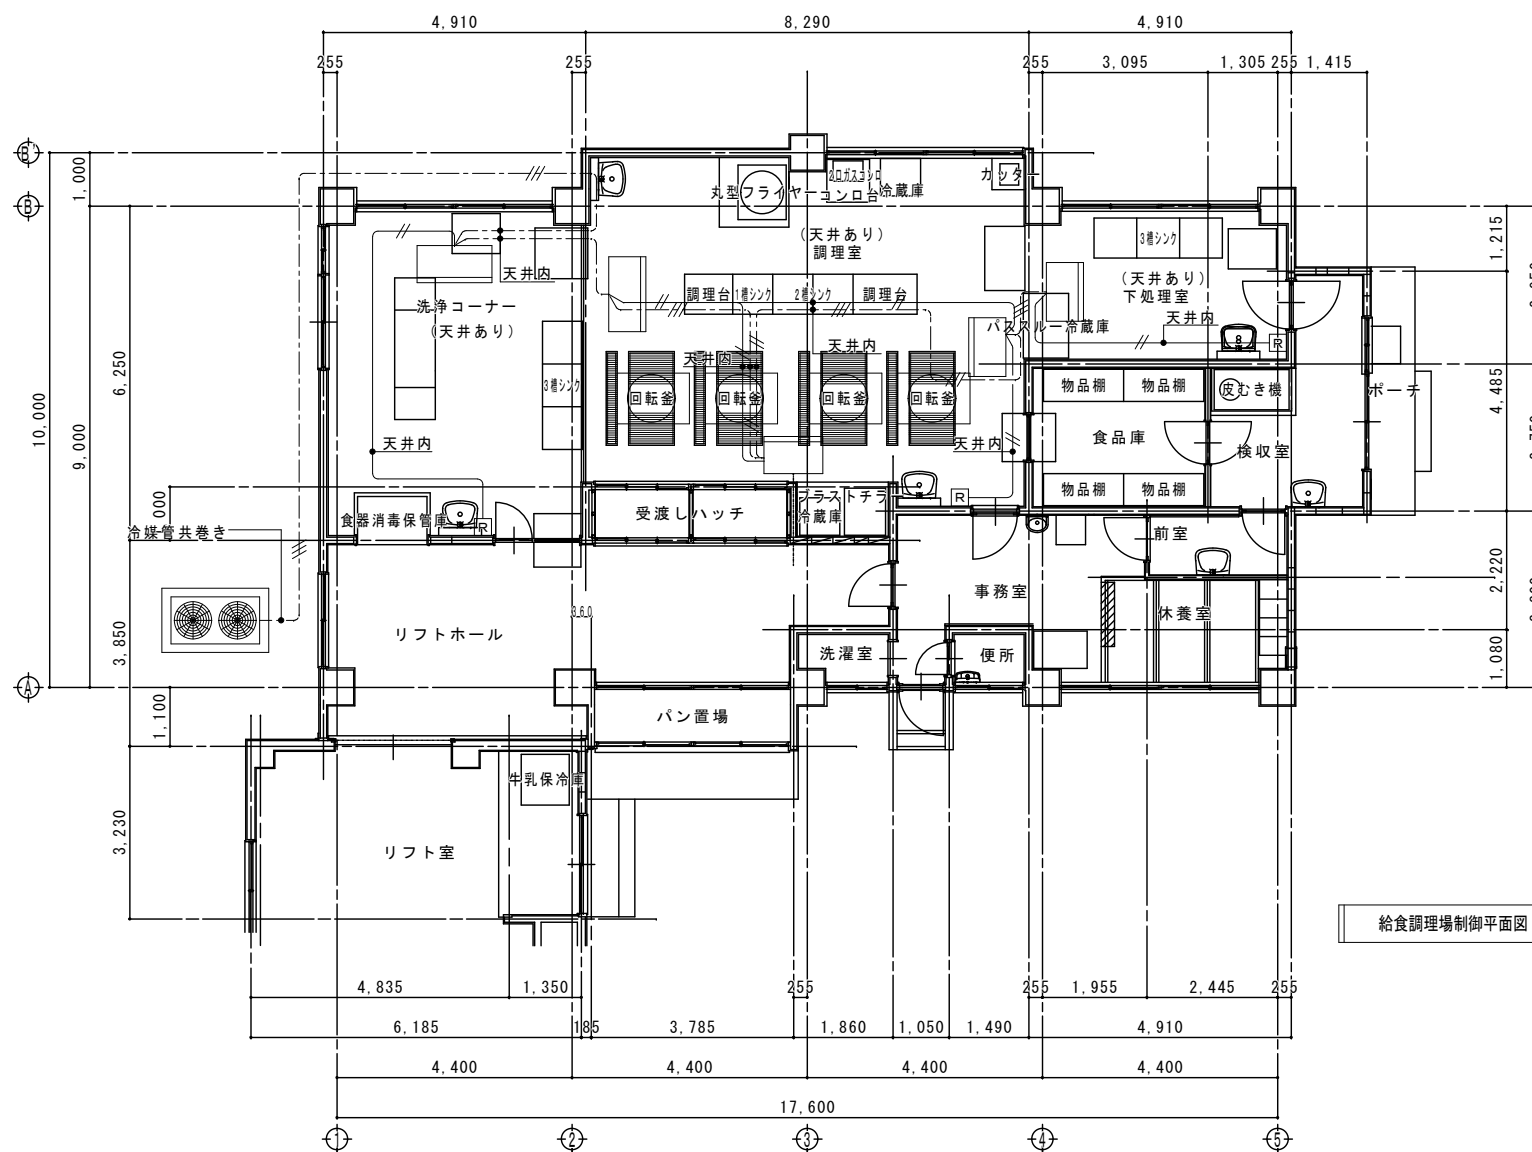 4,910
8,290
4,910
255
255
255
3,095
1,305
255
1,415
B'
B
A
1,000
10,000
9,000
6,250
3,850
1,100
3,230
1,215
4,485
2,220
1,080
2口ガスコンロ
丸型フライヤー
コンロ台
冷蔵庫
カッター
(天井あり)
調理室
3槽シンク
(天井あり)
下処理室
天井内
天井内
洗浄コーナー
(天井あり)
調理台
1槽シンク
2槽シンク
調理台
パススルー冷蔵庫
天井内
天井内
R
3槽シンク
回転釜
回転釜
回転釜
回転釜
物品棚
物品棚
皮むき機
ポーチ
食品庫
検収室
天井内
天井内
物品棚
物品棚
冷媒管共巻き
食器消毒保管庫
R
受渡しハッチ
ブラストチラ
冷蔵庫
R
前室
事務室
休養室
360
リフトホール
洗濯室
便所
パン置場
牛乳保冷庫
リフト室
給食調理場制御平面図
4,835
1,350
255
255
1,955
2,445
255
6,185
185
3,785
1,860
1,050
1,490
4,910
4,400
4,400
4,400
4,400
17,600
1
2
3
4
5